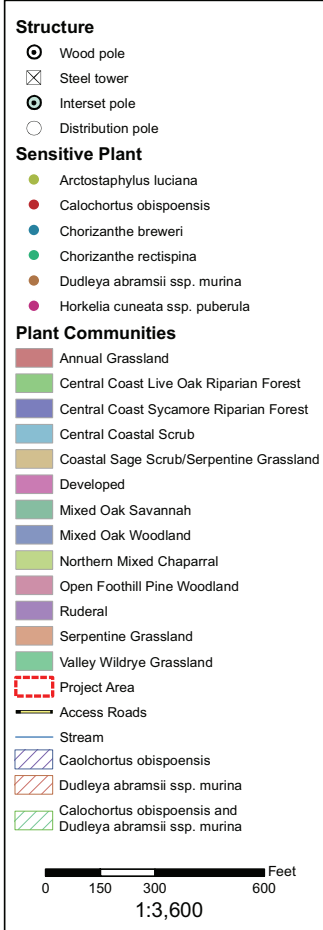 Structure
Wood pole
Steel tower
Interset pole
Distribution pole
Sensitive Plant
Arctostaphylus luciana
Calochortus obispoensis
Chorizanthe breweri
Chorizanthe rectispina
Dudleya abramsii ssp. murina
Horkelia cuneata ssp. puberula
Plant Communities
Annual Grassland
Central Coast Live Oak Riparian Forest
Central Coast Sycamore Riparian Forest
Central Coastal Scrub
Coastal Sage Scrub/Serpentine Grassland
Developed
Mixed Oak Savannah
Mixed Oak Woodland
Northern Mixed Chaparral
Open Foothill Pine Woodland
Ruderal
Serpentine Grassland
Valley Wildrye Grassland
Project Area
Access Roads
Stream
Caolchortus obispoensis
Dudleya abramsii ssp. murina
Calochortus obispoensis and
Dudleya abramsii ssp. murina
Feet
0 150 300 600
1:3,600